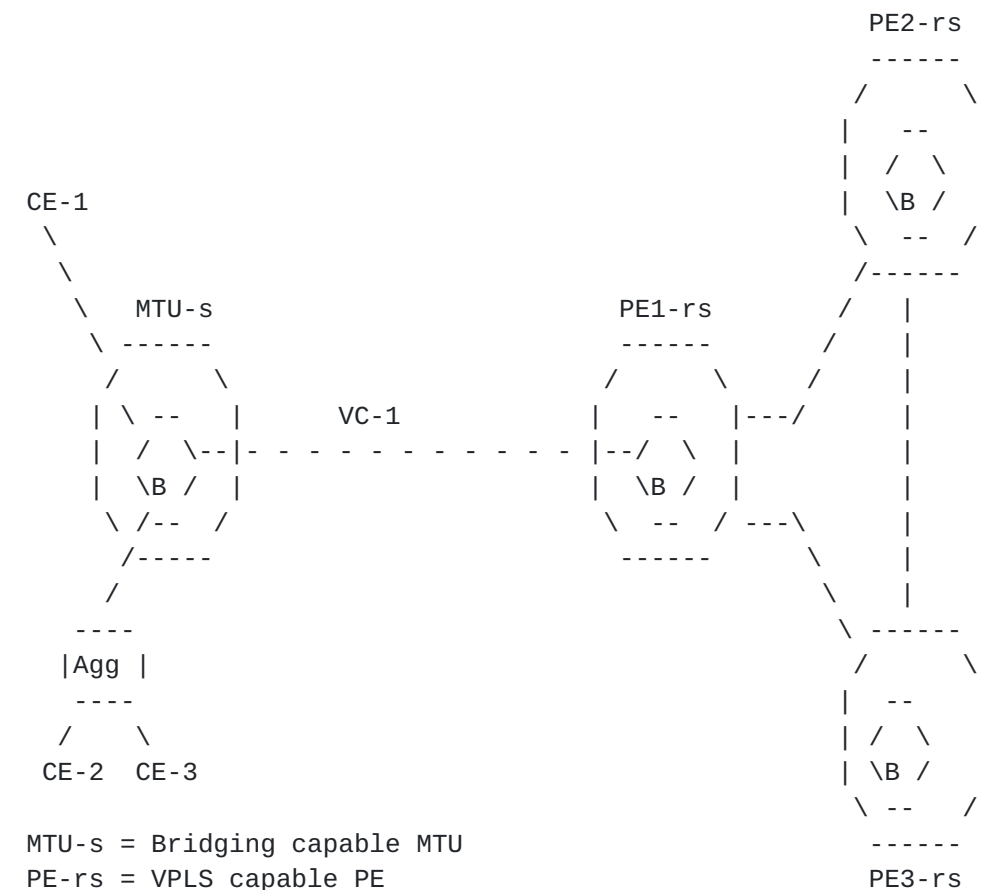 PE2-rs
B
CE-1
MTU-s PE1-rs
VC-1
B B
Agg
CE-2 CE-3
B
MTU-s = Bridging capable MTU
PE-rs = VPLS capable PE
PE3-rs